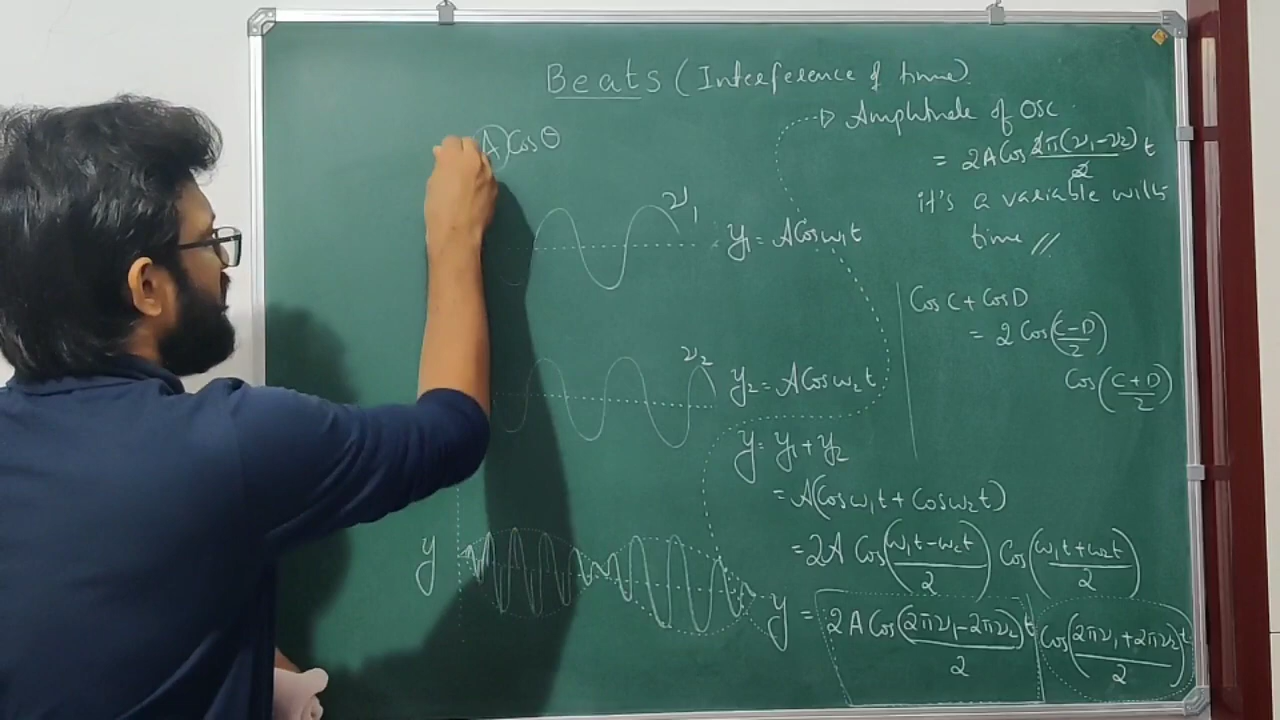 Beats (Interference of time)
Amplitude of OSC
= 2A Cos 2π(ν₁-ν₂)/2 t
it's a variable with
time //
A) Cos θ
ν₁
y₁ = A Cos ω₁t
Cos C + Cos D
= 2 Cos (C-D)/2
Cos (C+D)/2
ν₂
y₂ = A Cos ω₂t
y = y₁ + y₂
= A(Cos ω₁t + Cos ω₂t)
= 2A Cos (ω₁t - ω₂t)/2 Cos (ω₁t + ω₂t)/2
y
y = 2A Cos (2πν₁ - 2πν₂)/2 t Cos (2πν₁ + 2πν₂)/2 t